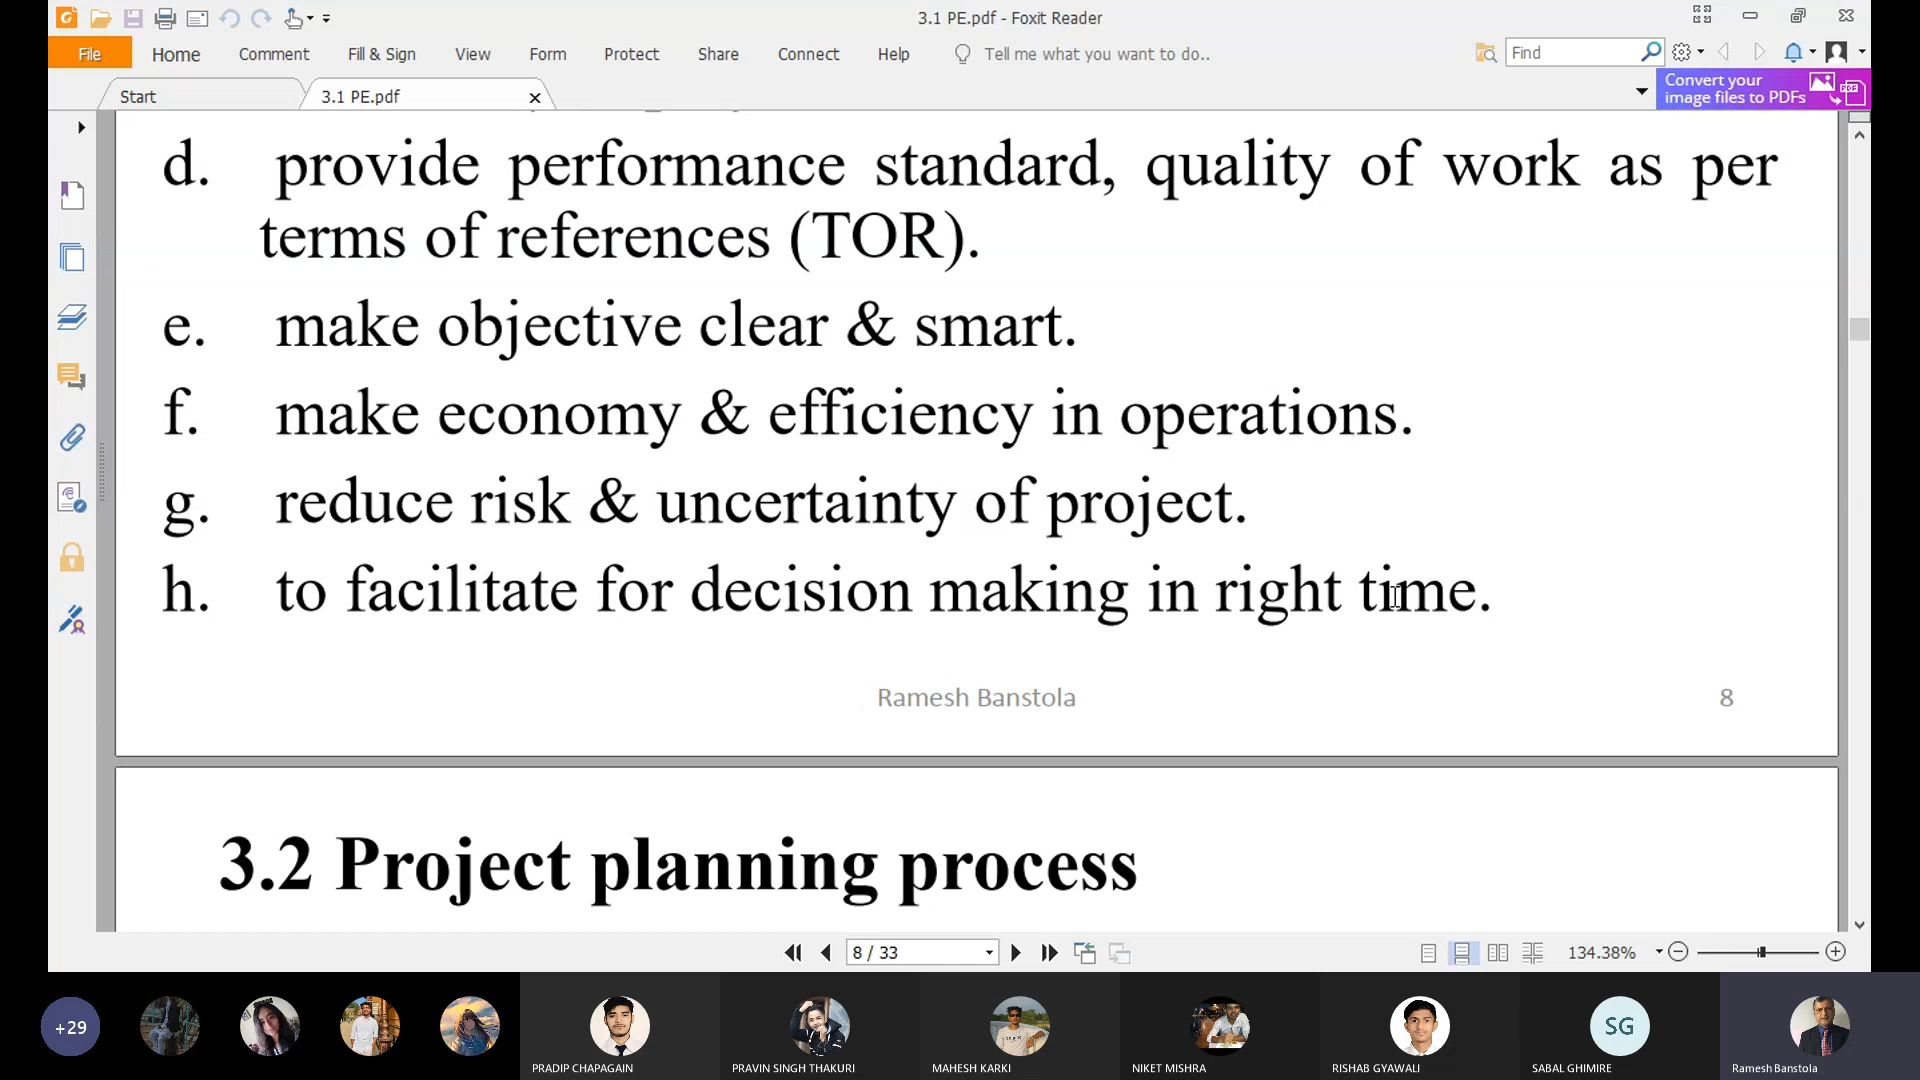 3.1 PE.pdf - Foxit Reader
File Home Comment Fill & Sign View Form Protect Share Connect Help Tell me what you want to do.. Find
Start 3.1 PE.pdf
Convert your
image files to PDFs
PDF
d. provide performance standard, quality of work as per
terms of references (TOR).
e. make objective clear & smart.
f. make economy & efficiency in operations.
g. reduce risk & uncertainty of project.
h. to facilitate for decision making in right time.
Ramesh Banstola 8
3.2 Project planning process
8 / 33 134.38%
+29 SG
PRADIP CHAPAGAIN PRAVIN SINGH THAKURI MAHESH KARKI NIKET MISHRA RISHAB GYAWALI SABAL GHIMIRE Ramesh Banstola